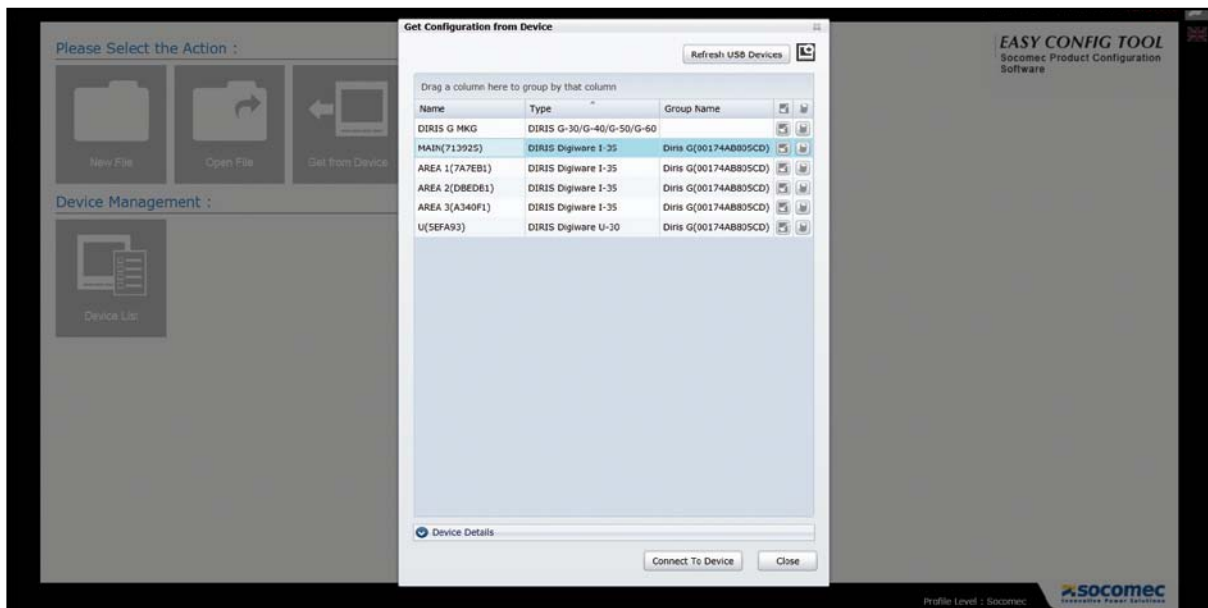 Get Configuration from Device
Please Select the Action :
EASY CONFIG TOOL
Socomec Product Configuration
Software
Refresh USB Devices
Drag a column here to group by that column
Name Type Group Name
DIRIS G MKG DIRIS G-30/G-40/G-50/G-60
MAIN(713925) DIRIS Digiware I-35 Diris G(00174AB805CD)
AREA 1(7A7EB1) DIRIS Digiware I-35 Diris G(00174AB805CD)
AREA 2(DBEDE1) DIRIS Digiware I-35 Diris G(00174AB805CD)
AREA 3(A340F1) DIRIS Digiware I-35 Diris G(00174AB805CD)
U(5EFA93) DIRIS Digiware U-30 Diris G(00174AB805CD)
New File Open File Get from Device
Device Management :
Device List
Device Details
Connect To Device Close
Profile Level : Socomec
socomec
Innovative Power Solutions